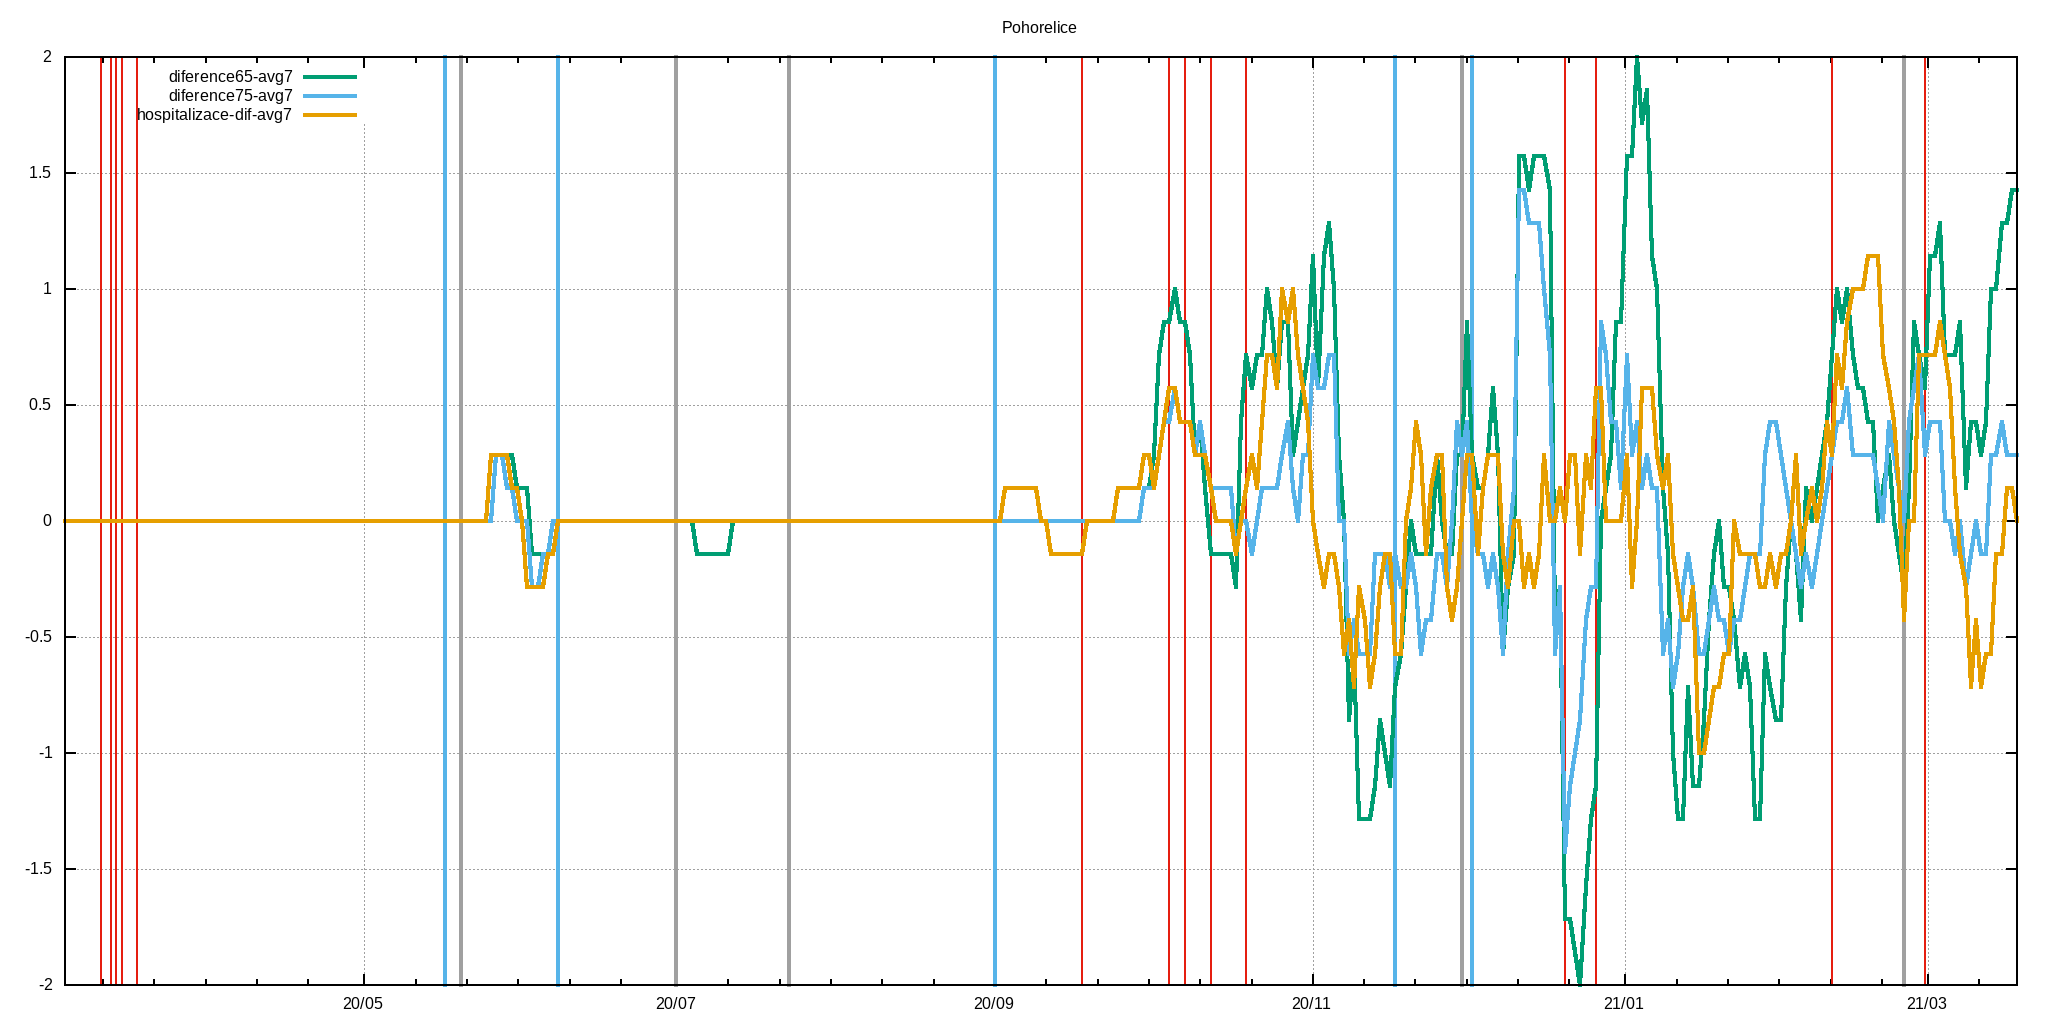 Pohorelice
diference65-avg7
diference75-avg7
hospitalizace-dif-avg7
2
1.5
1
0.5
0
-0.5
-1
-1.5
-2
20/05 20/07 20/09 20/11 21/01 21/03